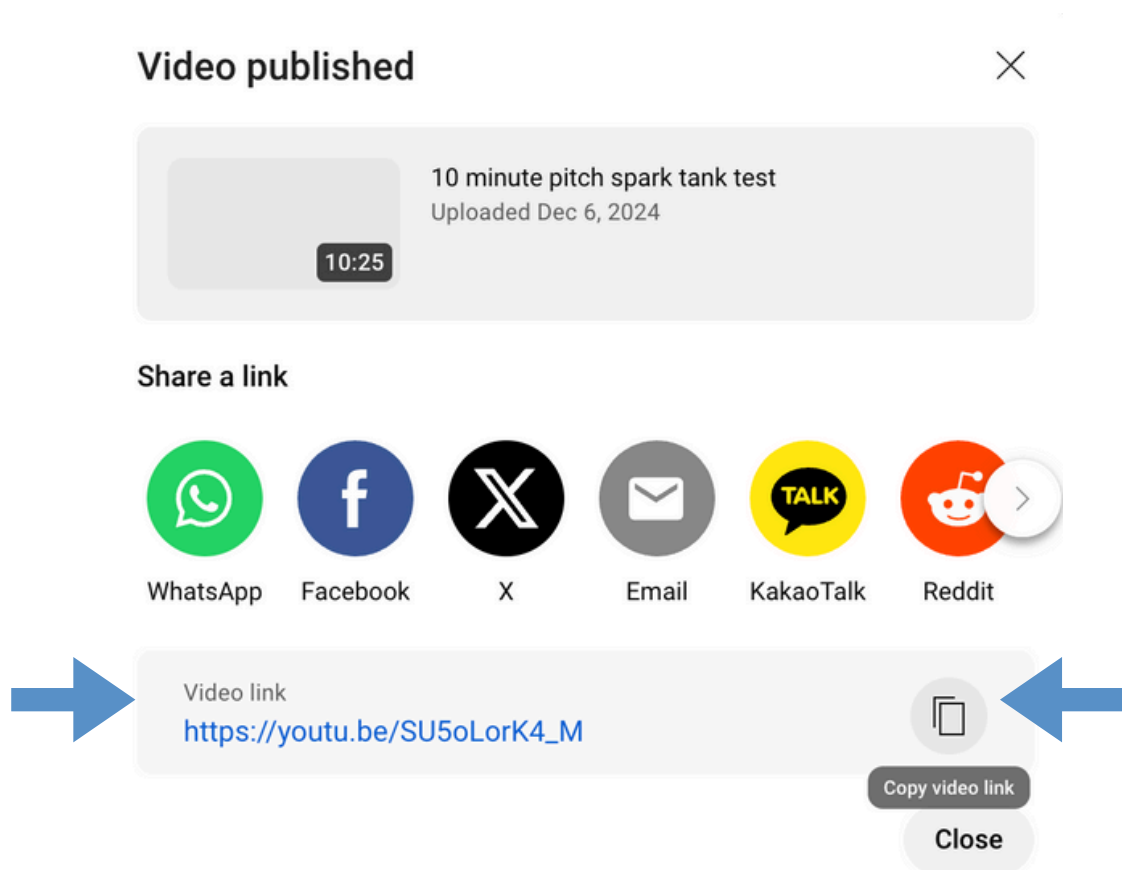 Video published
10 minute pitch spark tank test
Uploaded Dec 6, 2024
10:25
Share a link
TALK
WhatsApp Facebook X Email KakaoTalk Reddit
Video link
https://youtu.be/SU5oLorK4_M
Copy video link
Close